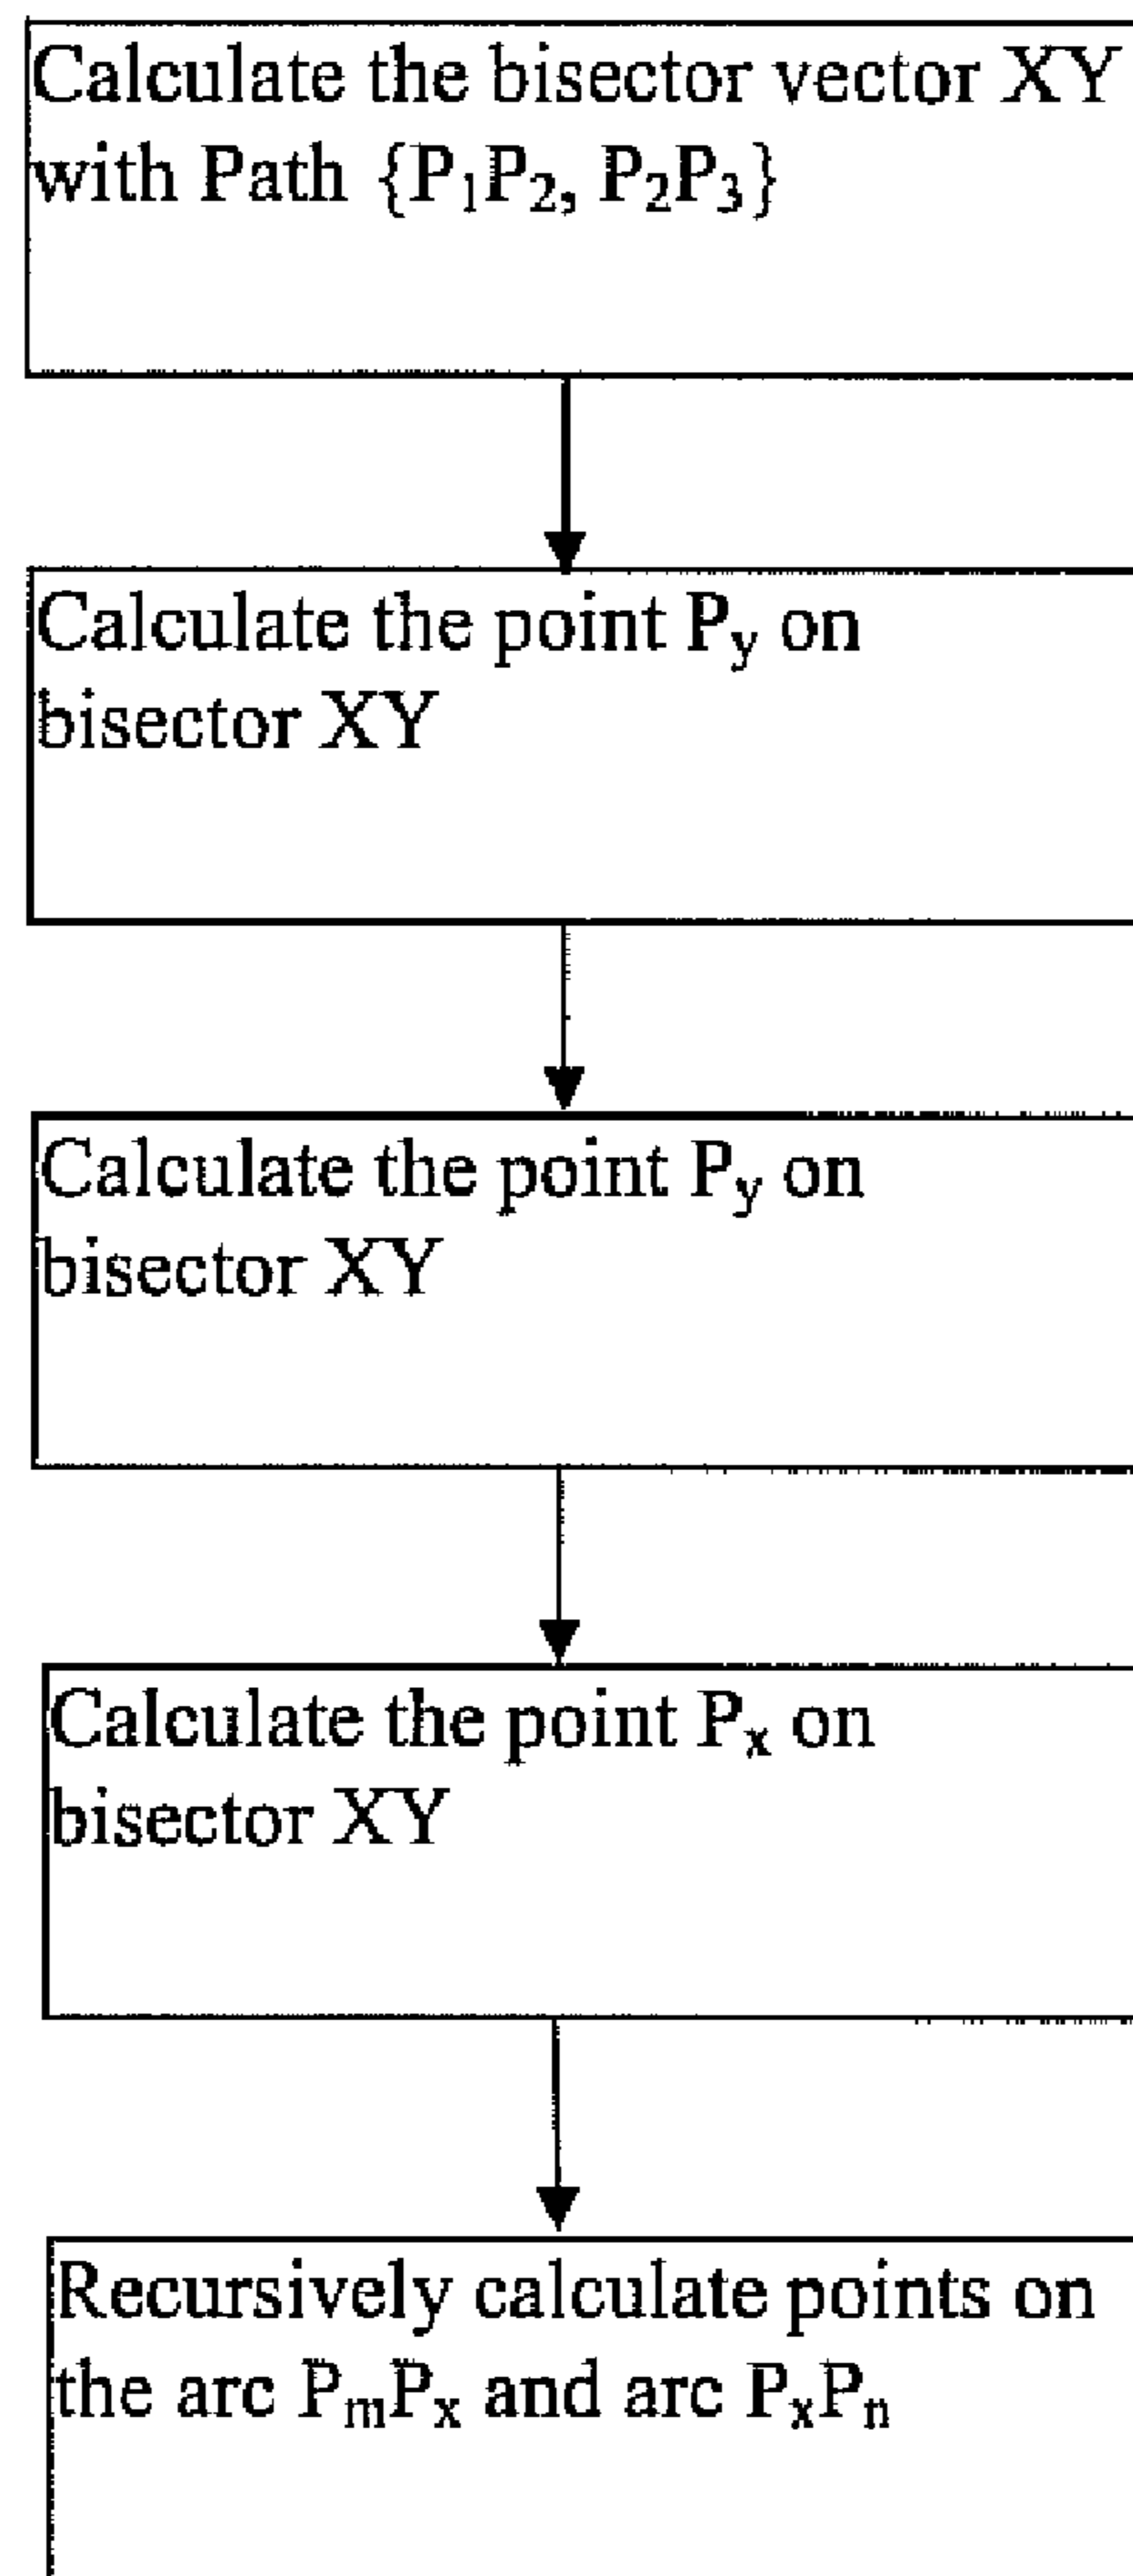 Calculate the bisector vector XY
with Path {P₁P₂, P₂P₃}
Calculate the point Pᵧ on
bisector XY
Calculate the point Pᵧ on
bisector XY
Calculate the point Pₓ on
bisector XY
Recursively calculate points on
the arc PₘPₓ and arc PₓPₙ